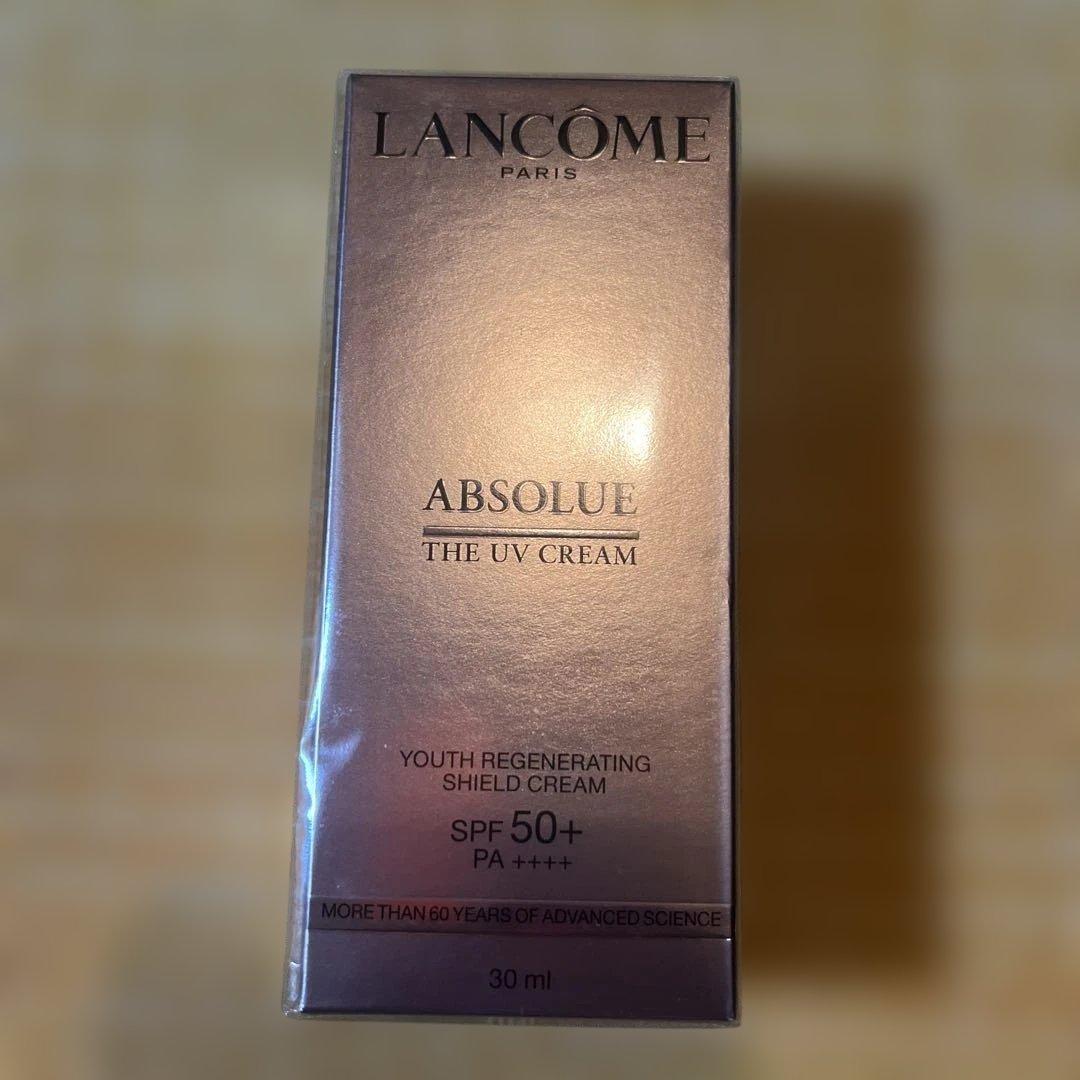 LANCÔME
PARIS
ABSOLUE
THE UV CREAM
YOUTH REGENERATING
SHIELD CREAM
SPF 50+
PA ++++
MORE THAN 60 YEARS OF ADVANCED SCIENCE
30 ml